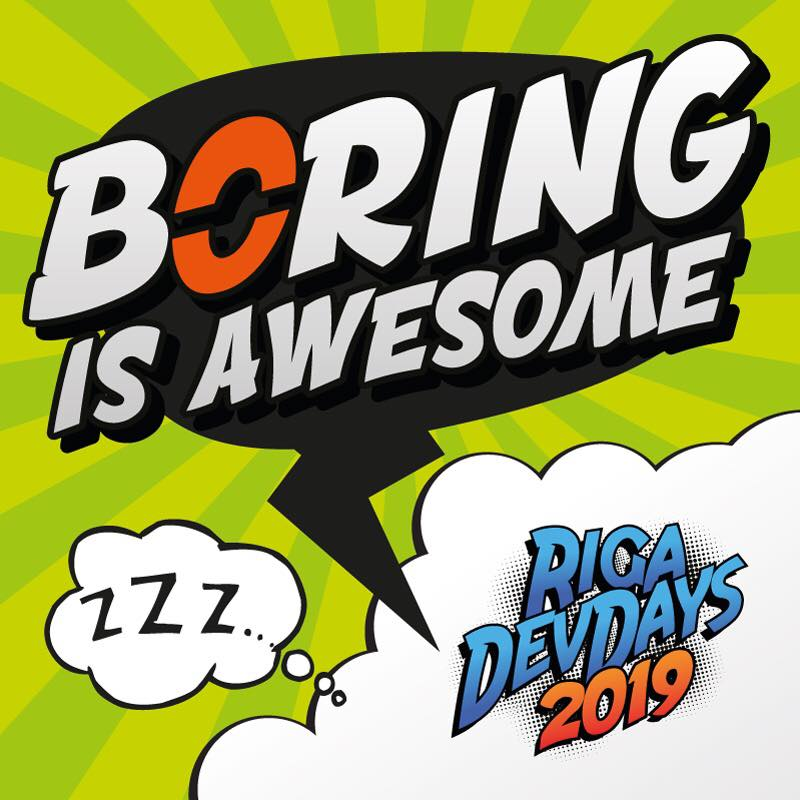 BORING
IS AWESOME
ZZZ...
RIGA
DEVDAYS
2019